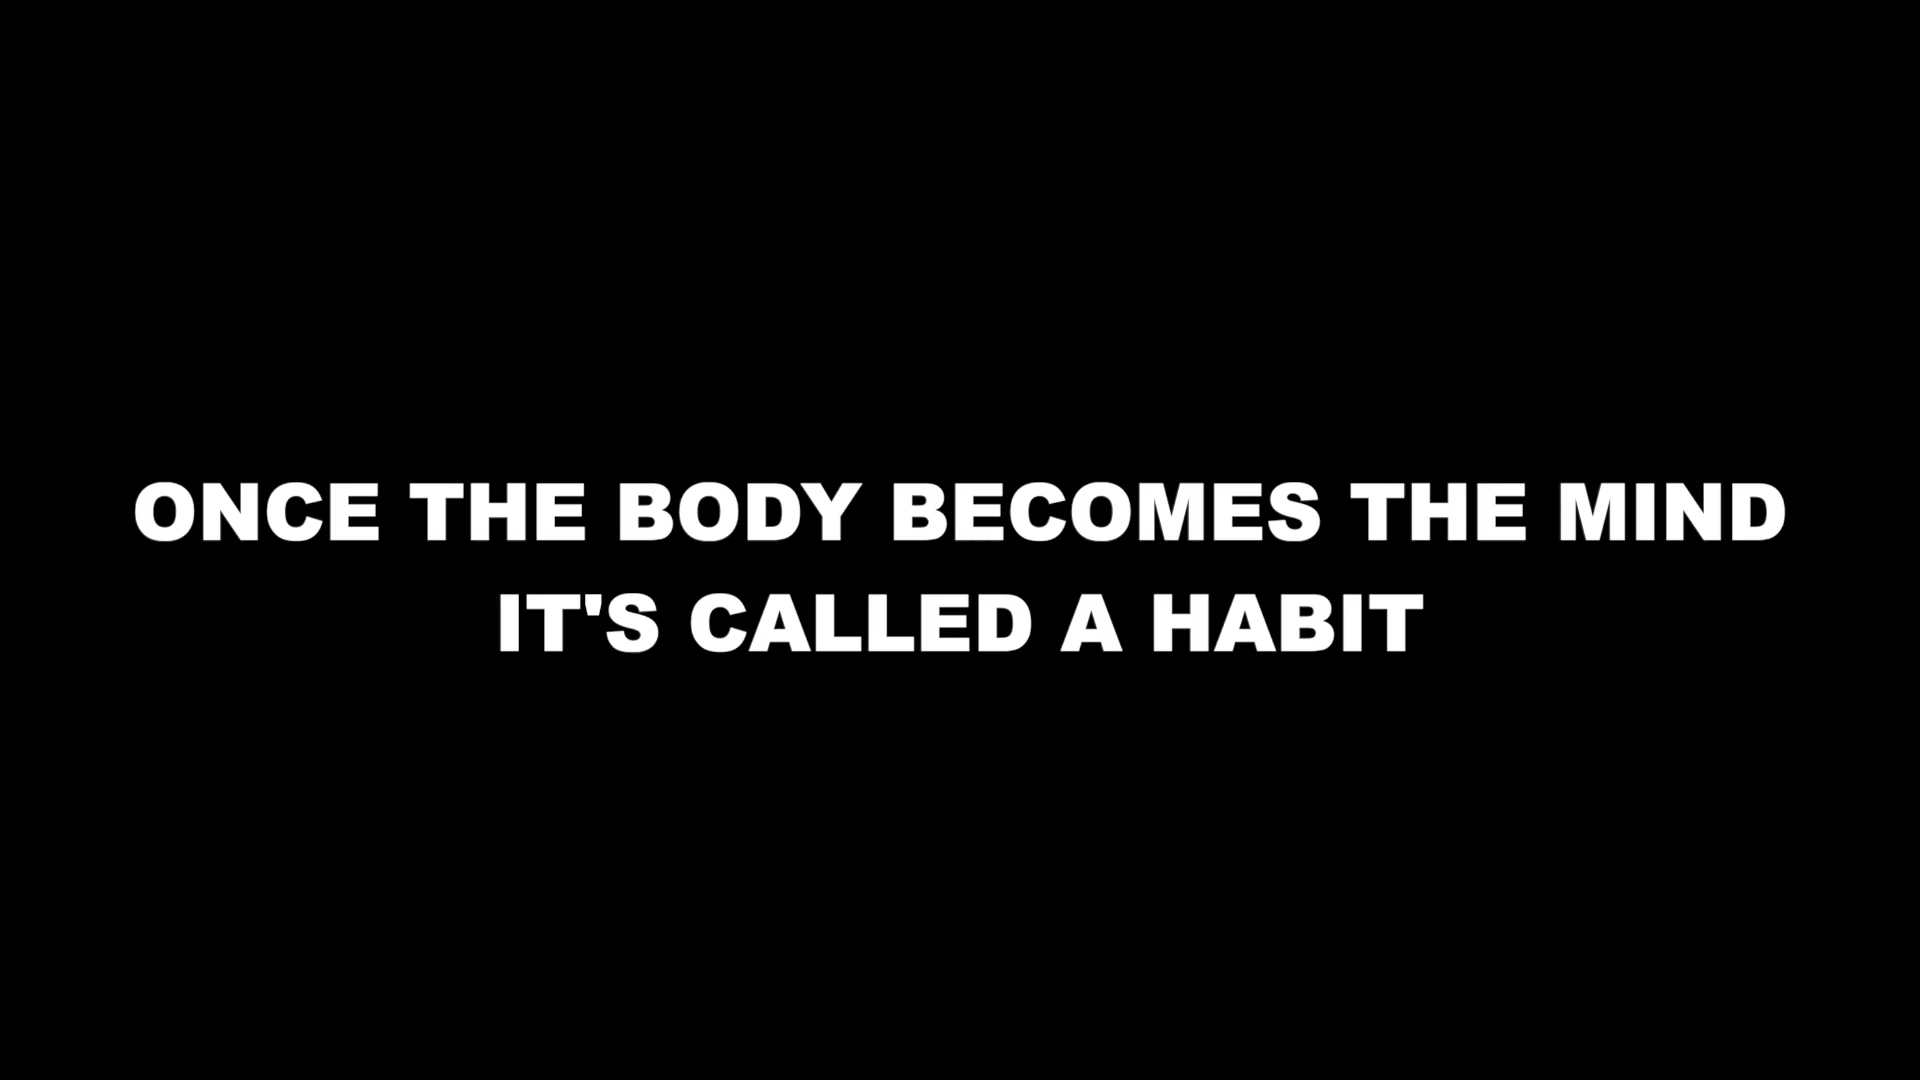 ONCE THE BODY BECOMES THE MIND
IT'S CALLED A HABIT